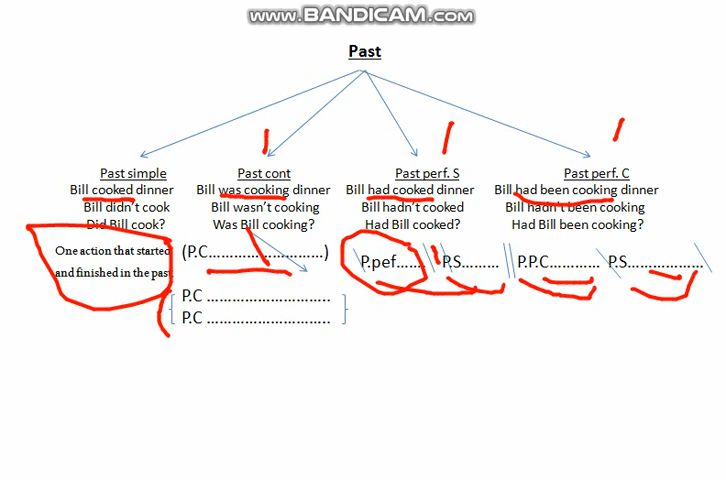 www.BANDICAM.com
Past
Past simple
Bill cooked dinner
Bill didn't cook
Did Bill cook?
One action that started
and finished in the past
Past cont
Bill was cooking dinner
Bill wasn't cooking
Was Bill cooking?
(P.C........................)
P.C ..............................
P.C ..............................
Past perf. S
Bill had cooked dinner
Bill hadn't cooked
Had Bill cooked?
P.pef....... P.S.........
Past perf. C
Bill had been cooking dinner
Bill hadn't been cooking
Had Bill been cooking?
P.P.C........... P.S...................